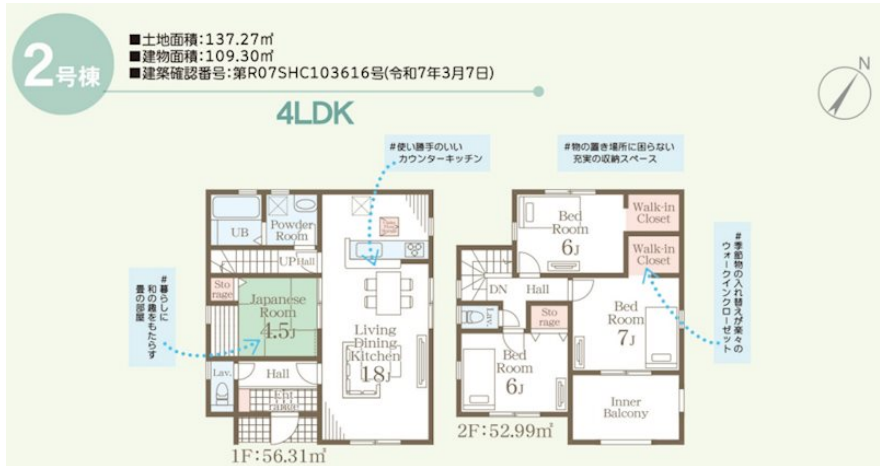 2号棟
■土地面積:137.27㎡
■建物面積:109.30㎡
■建築確認番号:第R07SHC103616号(令和7年3月7日)
N
4LDK
#使い勝手のいい
カウンターキッチン
#物の置き場所に困らない
充実の収納スペース
#暮らしに
和の趣をもたらす
畳の部屋
#季節物の入れ替えが楽々の
ウォークインクローゼット
UB
Powder
Room
UP
Hall
Sto
rage
Japanese
Room
4.5J
Living
Dining
Kitchen
18J
Lav.
Hall
Ent
rance
1F:56.31㎡
Bed
Room
6J
Walk-in
Closet
Walk-in
Closet
DN
Hall
Lav.
Sto
rage
Bed
Room
7J
Bed
Room
6J
Inner
Balcony
2F:52.99㎡